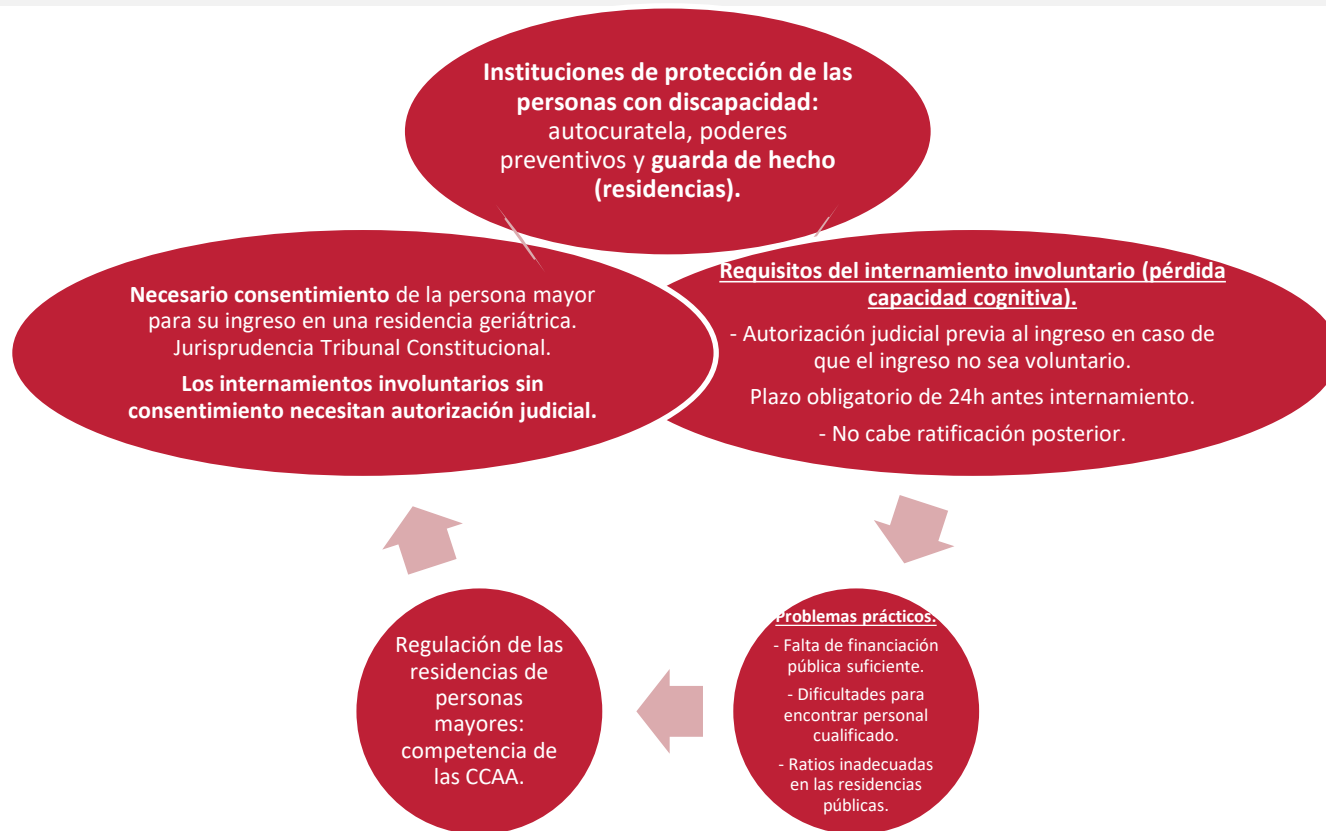 Instituciones de protección de las
personas con discapacidad:
autocuratela, poderes
preventivos y guarda de hecho
(residencias).
Necesario consentimiento de la persona mayor
para su ingreso en una residencia geriátrica.
Jurisprudencia Tribunal Constitucional.
Los internamientos involuntarios sin
consentimiento necesitan autorización judicial.
Requisitos del internamiento involuntario (pérdida
capacidad cognitiva).
- Autorización judicial previa al ingreso en caso de
que el ingreso no sea voluntario.
Plazo obligatorio de 24h antes internamiento.
- No cabe ratificación posterior.
Problemas prácticos:
- Falta de financiación
pública suficiente.
- Dificultades para
encontrar personal
cualificado.
- Ratios inadecuadas
en las residencias
públicas.
Regulación de las
residencias de
personas
mayores:
competencia de
las CCAA.